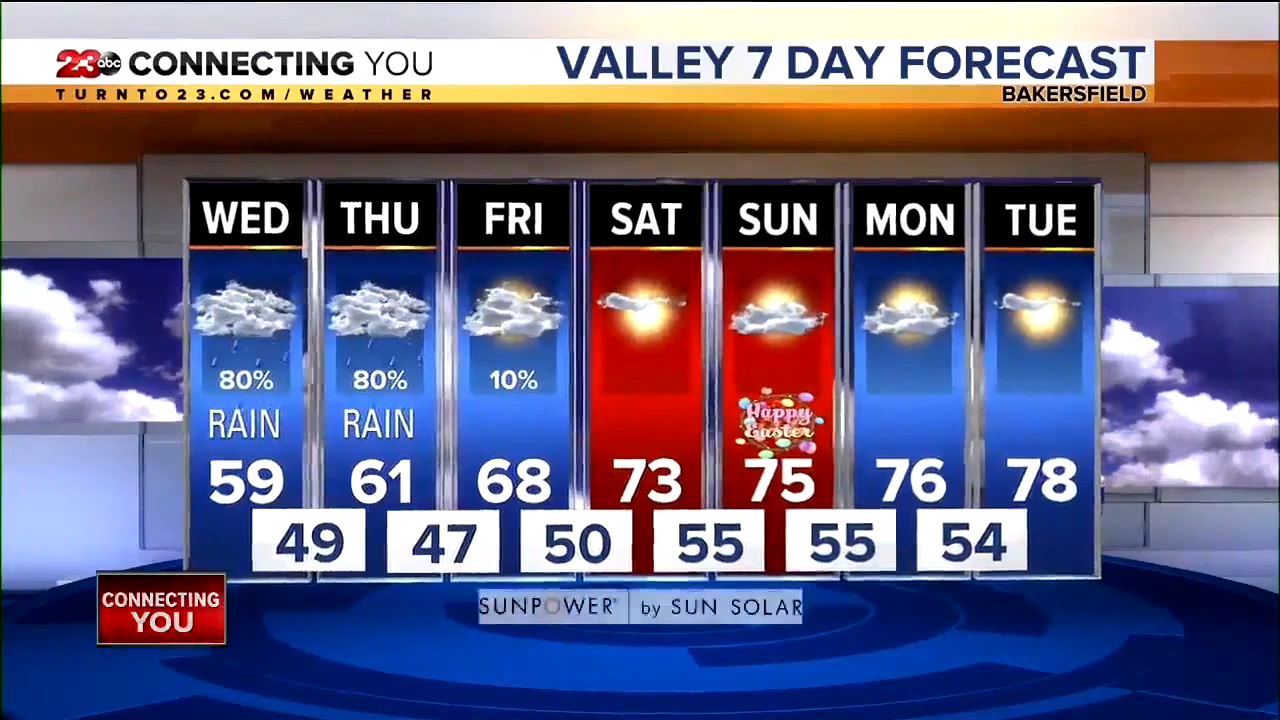 23 abc CONNECTING YOU
TURNTO23.COM/WEATHER
VALLEY 7 DAY FORECAST
BAKERSFIELD
WED THU FRI SAT SUN MON TUE
80% 80% 10%
RAIN RAIN
Happy
Easter
59 61 68 73 75 76 78
49 47 50 55 55 54
CONNECTING
YOU
SUNPOWER® by SUN SOLAR